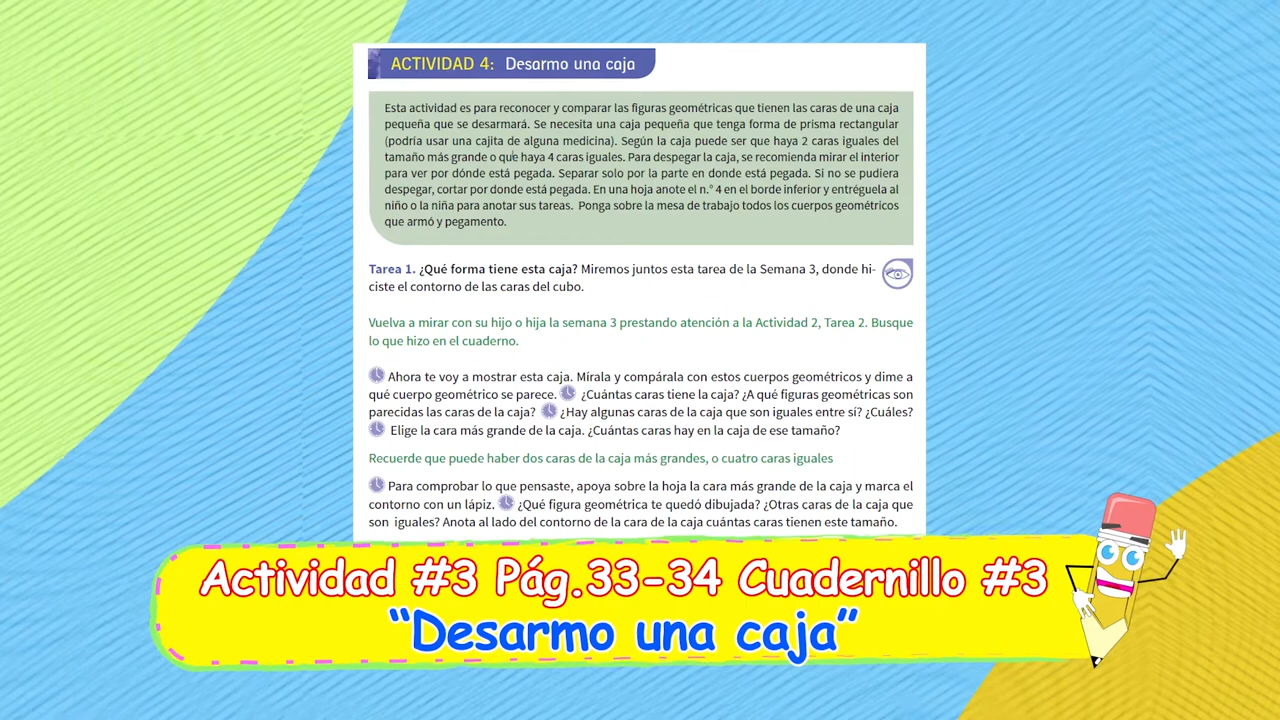 ACTIVIDAD 4: Desarmo una caja
Esta actividad es para reconocer y comparar las figuras geométricas que tienen las caras de una caja
pequeña que se desarmará. Se necesita una caja pequeña que tenga forma de prisma rectangular
(podría usar una cajita de alguna medicina). Según la caja puede ser que haya 2 caras iguales del
tamaño más grande o que haya 4 caras iguales. Para despegar la caja, se recomienda mirar el interior
para ver por dónde está pegada. Separar solo por la parte en donde está pegada. Si no se pudiera
despegar, cortar por donde está pegada. En una hoja anote el n.° 4 en el borde inferior y entréguela al
niño o la niña para anotar sus tareas. Ponga sobre la mesa de trabajo todos los cuerpos geométricos
que armó y pegamento.
Tarea 1. ¿Qué forma tiene esta caja? Miremos juntos esta tarea de la Semana 3, donde hi-
ciste el contorno de las caras del cubo.
Vuelva a mirar con su hijo o hija la semana 3 prestando atención a la Actividad 2, Tarea 2. Busque
lo que hizo en el cuaderno.
Ahora te voy a mostrar esta caja. Mírala y compárala con estos cuerpos geométricos y dime a
qué cuerpo geométrico se parece. ¿Cuántas caras tiene la caja? ¿A qué figuras geométricas son
parecidas las caras de la caja? ¿Hay algunas caras de la caja que son iguales entre sí? ¿Cuáles?
Elige la cara más grande de la caja. ¿Cuántas caras hay en la caja de ese tamaño?
Recuerde que puede haber dos caras de la caja más grandes, o cuatro caras iguales
Para comprobar lo que pensaste, apoya sobre la hoja la cara más grande de la caja y marca el
contorno con un lápiz. ¿Qué figura geométrica te quedó dibujada? ¿Otras caras de la caja que
son iguales? Anota al lado del contorno de la cara de la caja cuántas caras tienen este tamaño.
Actividad #3 Pág.33-34 Cuadernillo #3
“Desarmo una caja”